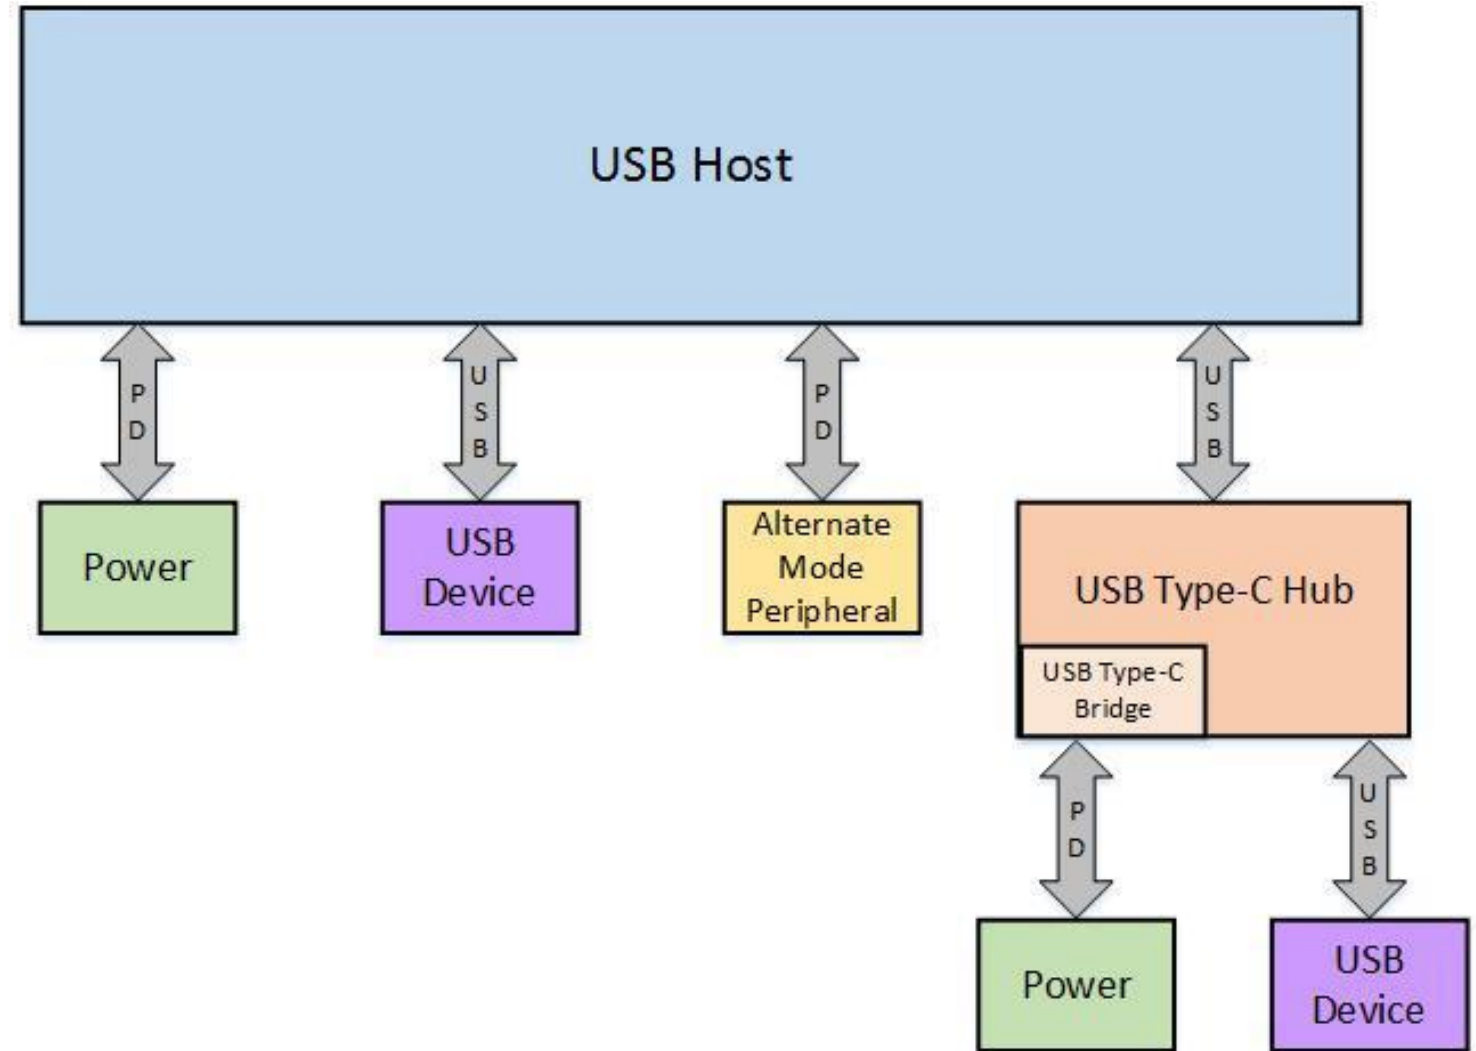 USB Host
P
D
U
S
B
P
D
U
S
B
Power
USB
Device
Alternate
Mode
Peripheral
USB Type-C Hub
USB Type-C
Bridge
P
D
U
S
B
Power
USB
Device